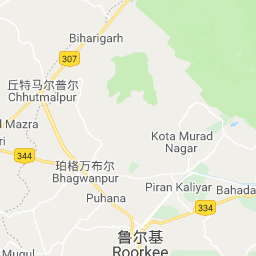 Biharigarh
307
丘特马尔普尔
Chhutmalpur
Mazra
Kota Murad
Nagar
344
珀格万布尔
Bhagwanpur
Piran Kaliyar
Bahada
Puhana
334
鲁尔基
Roorkee
Mugul